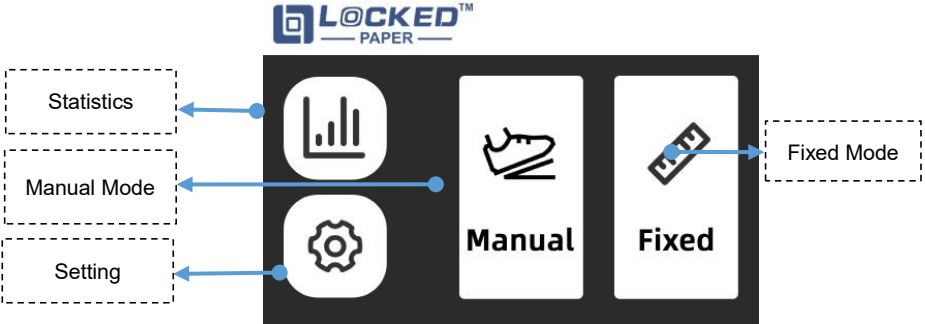 LOCKED™
PAPER
Statistics
Manual Mode
Setting
Manual
Fixed
Fixed Mode